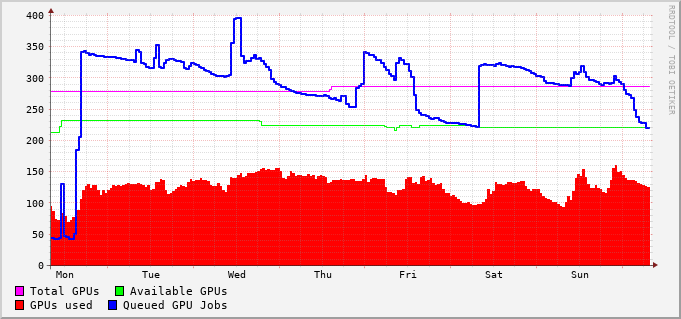 400
350
300
250
200
150
100
50
0
Mon Tue Wed Thu Fri Sat Sun
RRDTOOL / TOBI OETIKER
Total GPUs Available GPUs
GPUs used Queued GPU Jobs